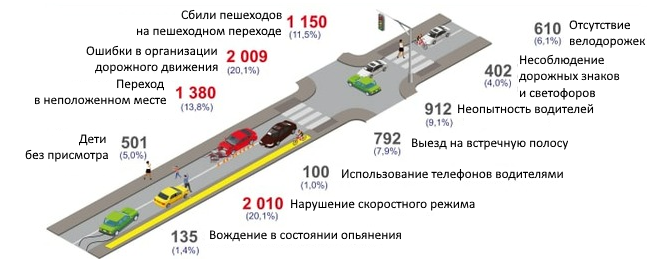 Сбили пешеходов
на пешеходном переходе
1 150
(11,5%)
Ошибки в организации
дорожного движения
2 009
(20,1%)
Переход
в неположенном месте
1 380
(13,8%)
Дети
без присмотра
501
(5,0%)
610
(6,1%)
Отсутствие
велодорожек
402
(4,0%)
Несоблюдение
дорожных знаков
и светофоров
912
(9,1%)
Неопытность водителей
792
(7,9%)
Выезд на встречную полосу
100
(1,0%)
Использование телефонов водителями
2 010
(20,1%)
Нарушение скоростного режима
135
(1,4%)
Вождение в состоянии опьянения